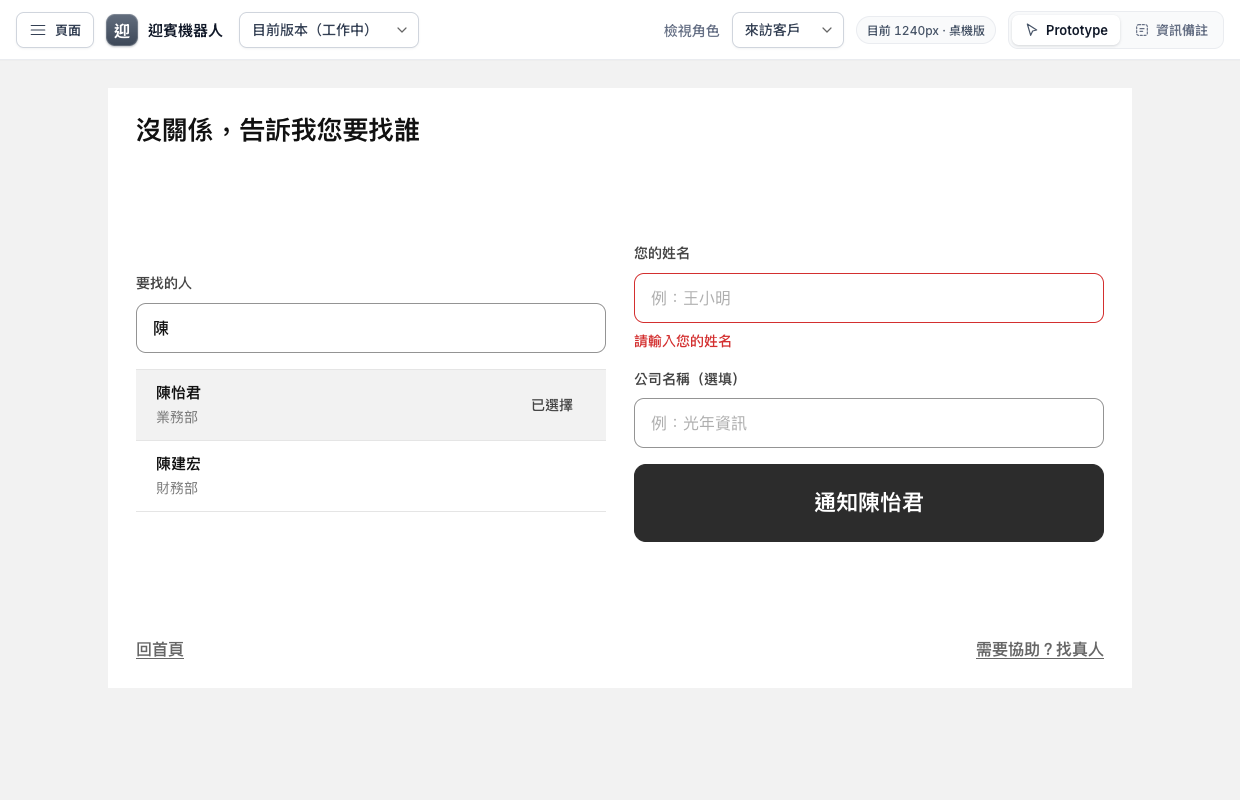 頁面
迎
迎賓機器人
目前版本（工作中）
檢視角色
來訪客戶
目前 1240px · 桌機版
Prototype
資訊備註
沒關係，告訴我您要找誰
要找的人
陳
陳怡君
業務部
已選擇
陳建宏
財務部
您的姓名
例：王小明
請輸入您的姓名
公司名稱（選填）
例：光年資訊
通知陳怡君
回首頁
需要協助？找真人